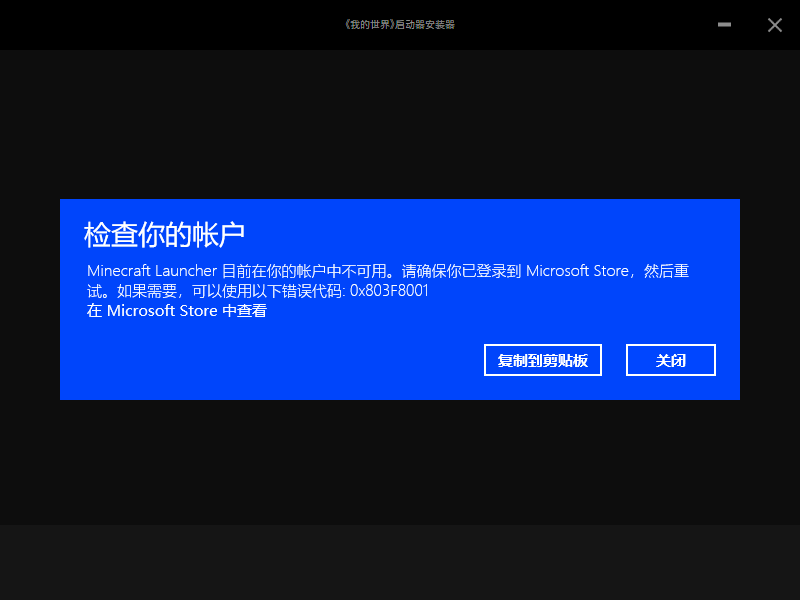 《我的世界》启动器安装器
检查你的帐户
Minecraft Launcher 目前在你的帐户中不可用。请确保你已登录到 Microsoft Store，然后重
试。如果需要，可以使用以下错误代码: 0x803F8001
在 Microsoft Store 中查看
复制到剪贴板
关闭